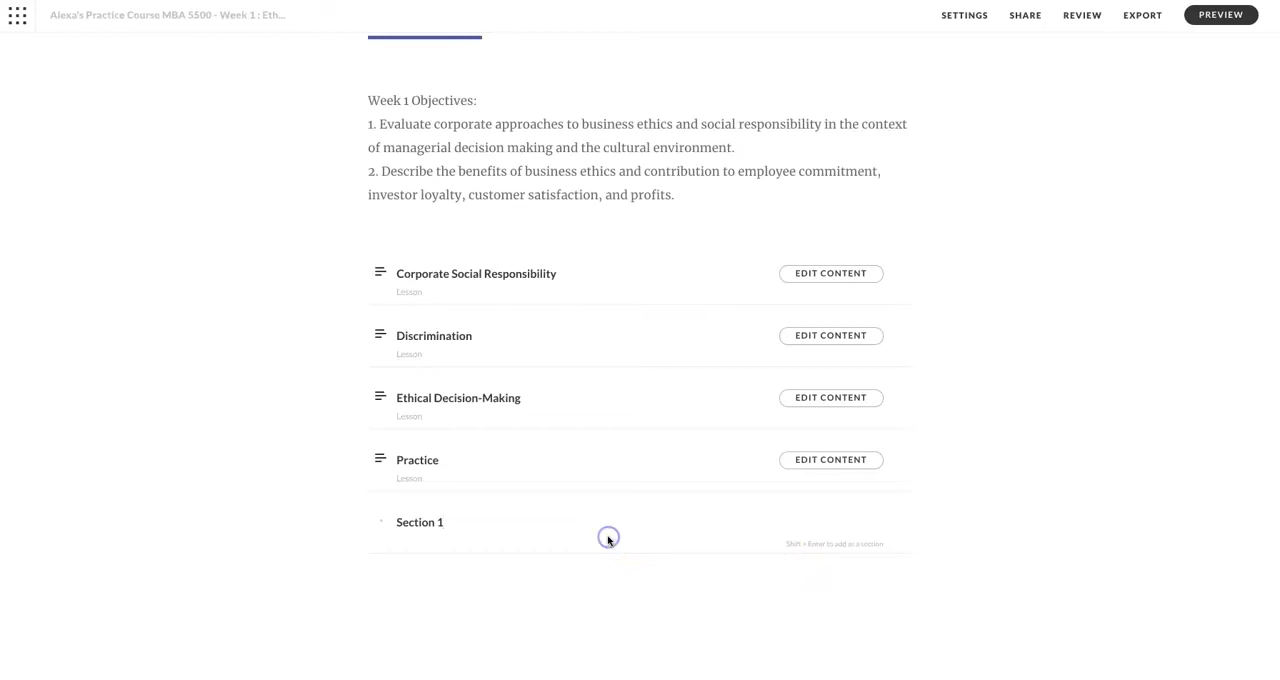 Alexa's Practice Course MBA 5500 - Week 1 : Eth...
SETTINGS
SHARE
REVIEW
EXPORT
PREVIEW
Week 1 Objectives:
1. Evaluate corporate approaches to business ethics and social responsibility in the context
of managerial decision making and the cultural environment.
2. Describe the benefits of business ethics and contribution to employee commitment,
investor loyalty, customer satisfaction, and profits.
Corporate Social Responsibility
EDIT CONTENT
Lesson
Discrimination
EDIT CONTENT
Lesson
Ethical Decision-Making
EDIT CONTENT
Lesson
Practice
EDIT CONTENT
Lesson
Section 1
Shift + Enter to add as a section